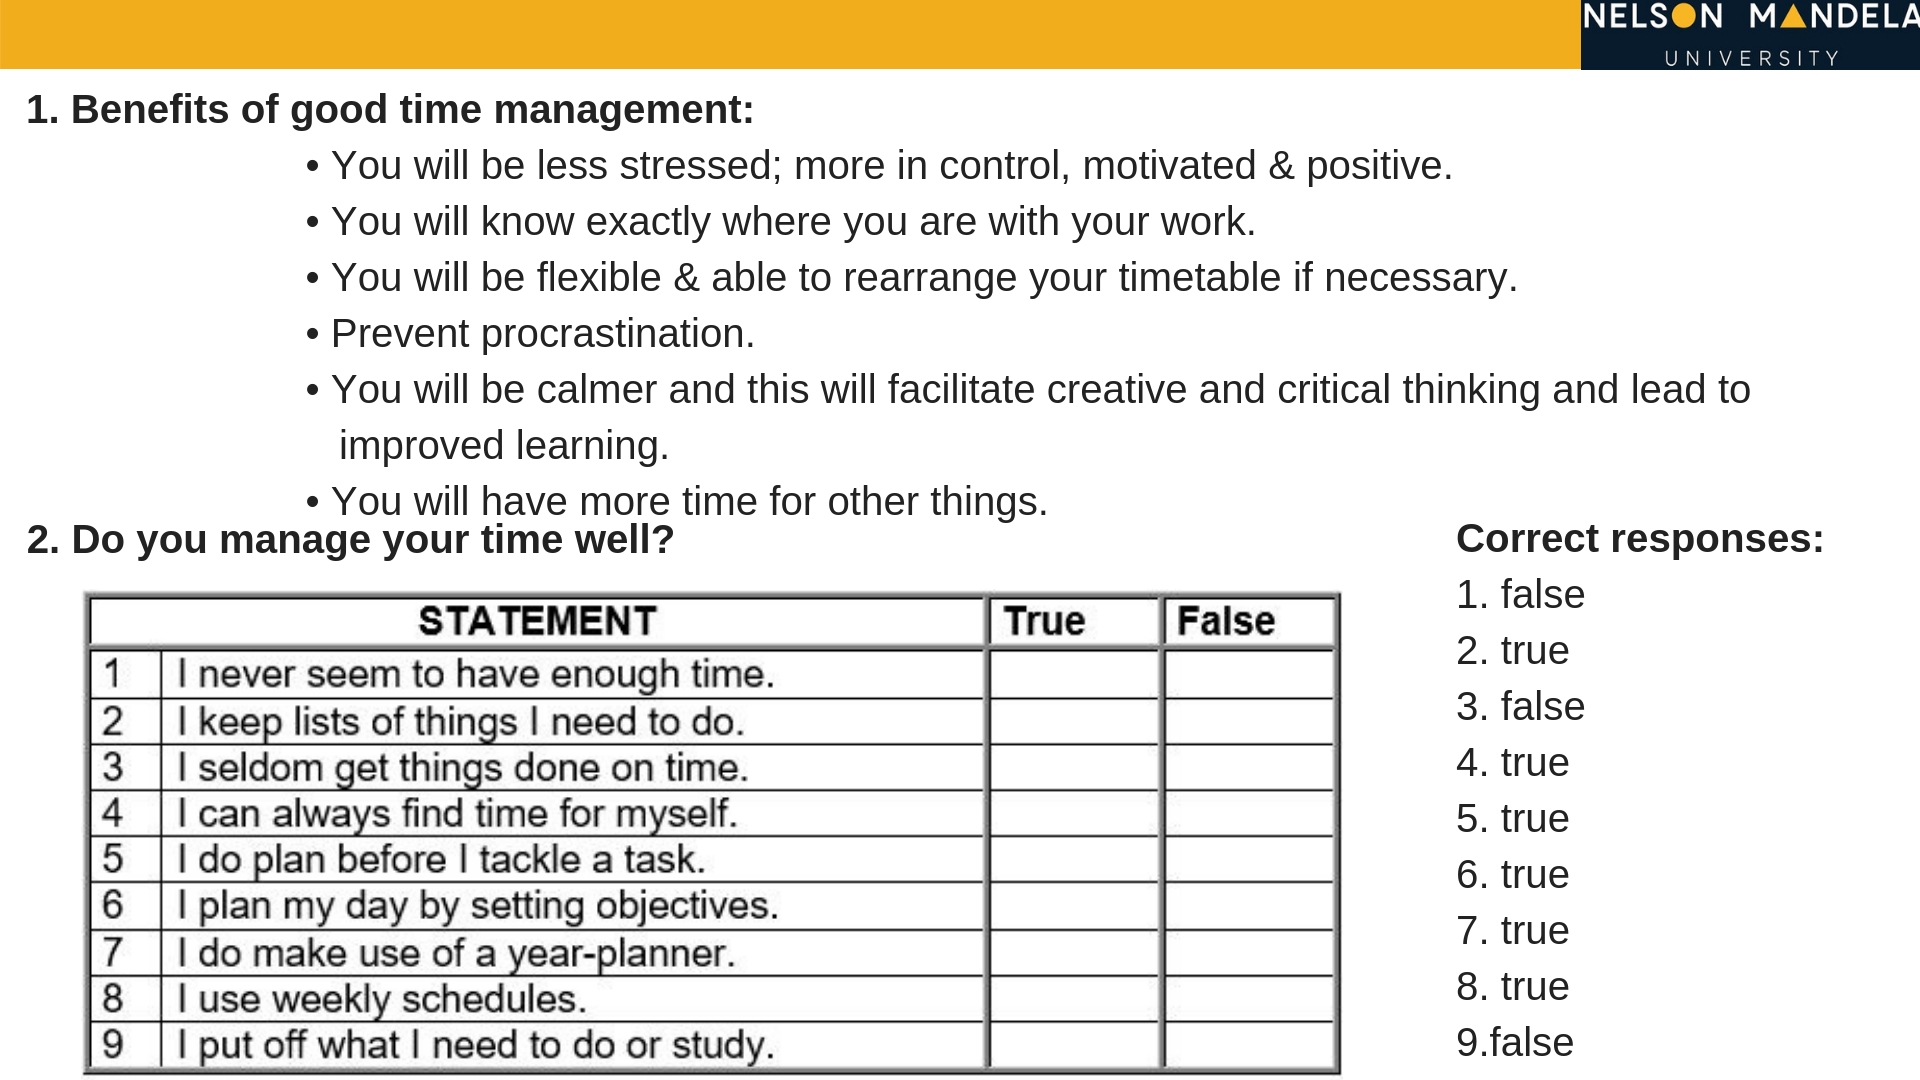 NELSON MANDELA
UNIVERSITY
1. Benefits of good time management:
• You will be less stressed; more in control, motivated & positive.
• You will know exactly where you are with your work.
• You will be flexible & able to rearrange your timetable if necessary.
• Prevent procrastination.
• You will be calmer and this will facilitate creative and critical thinking and lead to
improved learning.
• You will have more time for other things.
2. Do you manage your time well?
STATEMENT True False
1 I never seem to have enough time.
2 I keep lists of things I need to do.
3 I seldom get things done on time.
4 I can always find time for myself.
5 I do plan before I tackle a task.
6 I plan my day by setting objectives.
7 I do make use of a year-planner.
8 I use weekly schedules.
9 I put off what I need to do or study.
Correct responses:
1. false
2. true
3. false
4. true
5. true
6. true
7. true
8. true
9.false